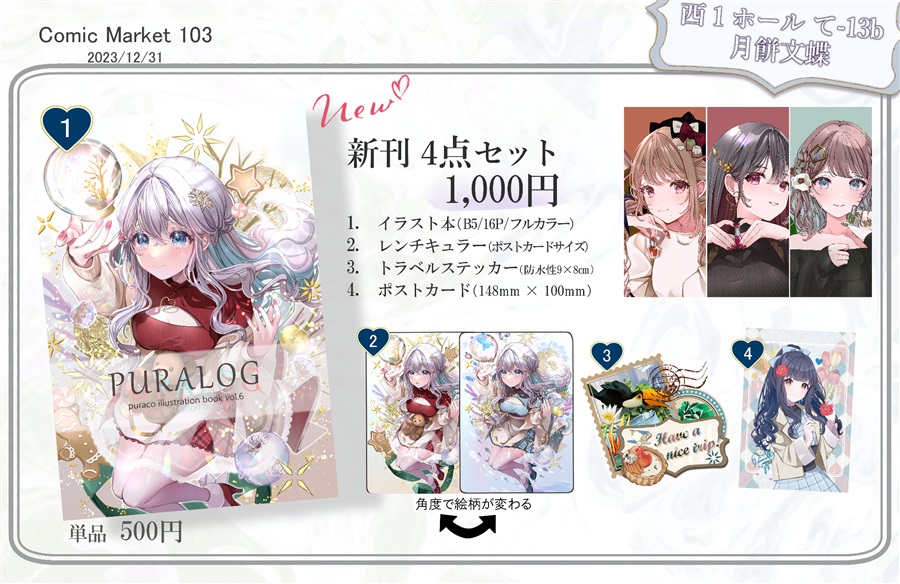 Comic Market 103
2023/12/31
西1ホール て-13b
月餅文蝶
1
New
新刊 4点セット
1,000円
1. イラスト本(B5/16P/フルカラー)
2. レンチキュラー(ポストカードサイズ)
3. トラベルステッカー(防水性9×8㎝)
4. ポストカード(148mm × 100mm)
PURALOG
puraco illustration book vol.6
単品 500円
2
角度で絵柄が変わる
3
Have a
nice trip.
4